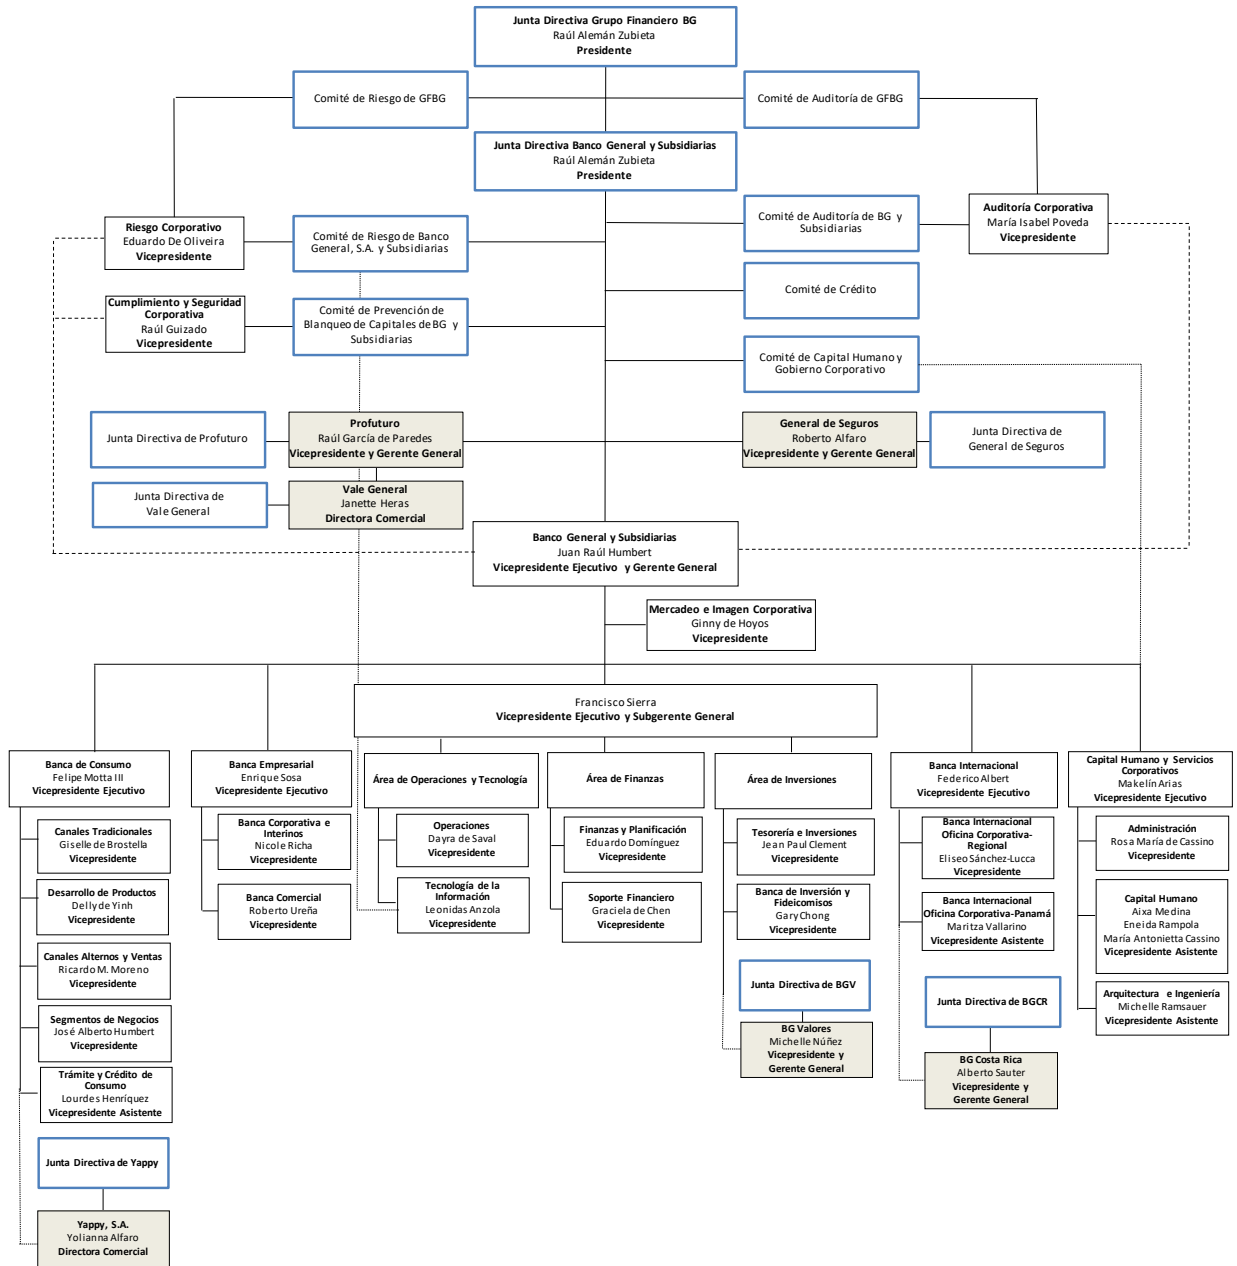 Junta Directiva Grupo Financiero BG
Raúl Alemán Zubieta
Presidente
Comité de Riesgo de GFBG
Comité de Auditoría de GFBG
Junta Directiva Banco General y Subsidiarias
Raúl Alemán Zubieta
Presidente
Riesgo Corporativo
Eduardo De Oliveira
Vicepresidente
Comité de Riesgo de Banco
General, S.A. y Subsidiarias
Comité de Auditoría de BG y
Subsidiarias
Auditoría Corporativa
María Isabel Poveda
Vicepresidente
Cumplimiento y Seguridad
Corporativa
Raúl Guizado
Vicepresidente
Comité de Prevención de
Blanqueo de Capitales de BG y
Subsidiarias
Comité de Crédito
Comité de Capital Humano y
Gobierno Corporativo
Junta Directiva de Profuturo
Profuturo
Raúl García de Paredes
Vicepresidente y Gerente General
General de Seguros
Roberto Alfaro
Vicepresidente y Gerente General
Junta Directiva de
General de Seguros
Junta Directiva de
Vale General
Vale General
Janette Heras
Directora Comercial
Banco General y Subsidiarias
Juan Raúl Humbert
Vicepresidente Ejecutivo y Gerente General
Mercadeo e Imagen Corporativa
Ginny de Hoyos
Vicepresidente
Francisco Sierra
Vicepresidente Ejecutivo y Subgerente General
Banca de Consumo
Felipe Motta III
Vicepresidente Ejecutivo
Banca Empresarial
Enrique Sosa
Vicepresidente Ejecutivo
Área de Operaciones y Tecnología
Área de Finanzas
Área de Inversiones
Banca Internacional
Federico Albert
Vicepresidente Ejecutivo
Capital Humano y Servicios
Corporativos
Makelín Arias
Vicepresidente Ejecutivo
Canales Tradicionales
Giselle de Brostella
Vicepresidente
Desarrollo de Productos
Delly de Yinh
Vicepresidente
Canales Alternos y Ventas
Ricardo M. Moreno
Vicepresidente
Segmentos de Negocios
José Alberto Humbert
Vicepresidente
Trámite y Crédito de
Consumo
Lourdes Henríquez
Vicepresidente Asistente
Junta Directiva de Yappy
Yappy, S.A.
Yolianna Alfaro
Directora Comercial
Banca Corporativa e
Interinos
Nicole Richa
Vicepresidente
Banca Comercial
Roberto Ureña
Vicepresidente
Operaciones
Dayra de Saval
Vicepresidente
Tecnología de la
Información
Leonidas Anzola
Vicepresidente
Finanzas y Planificación
Eduardo Domínguez
Vicepresidente
Soporte Financiero
Graciela de Chen
Vicepresidente
Tesorería e Inversiones
Jean Paul Clement
Vicepresidente
Banca de Inversión y
Fideicomisos
Gary Chong
Vicepresidente
Junta Directiva de BGV
BG Valores
Michelle Núñez
Vicepresidente y
Gerente General
Banca Internacional
Oficina Corporativa-
Regional
Eliseo Sánchez-Lucca
Vicepresidente
Banca Internacional
Oficina Corporativa-Panamá
Maritza Vallarino
Vicepresidente Asistente
Junta Directiva de BGCR
BG Costa Rica
Alberto Sauter
Vicepresidente y
Gerente General
Administración
Rosa María de Cassino
Vicepresidente
Capital Humano
Aixa Medina
Eneida Rampola
María Antonietta Cassino
Vicepresidente Asistente
Arquitectura e Ingeniería
Michelle Ramsauer
Vicepresidente Asistente